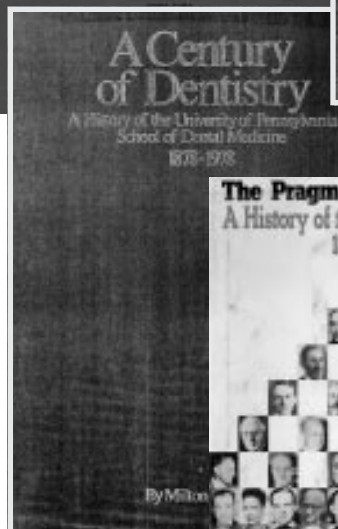 A Century
of Dentistry
A History of the University of Pennsylvania
School of Dental Medicine
1878-1978
The Pragm
A History of
1
By Milton